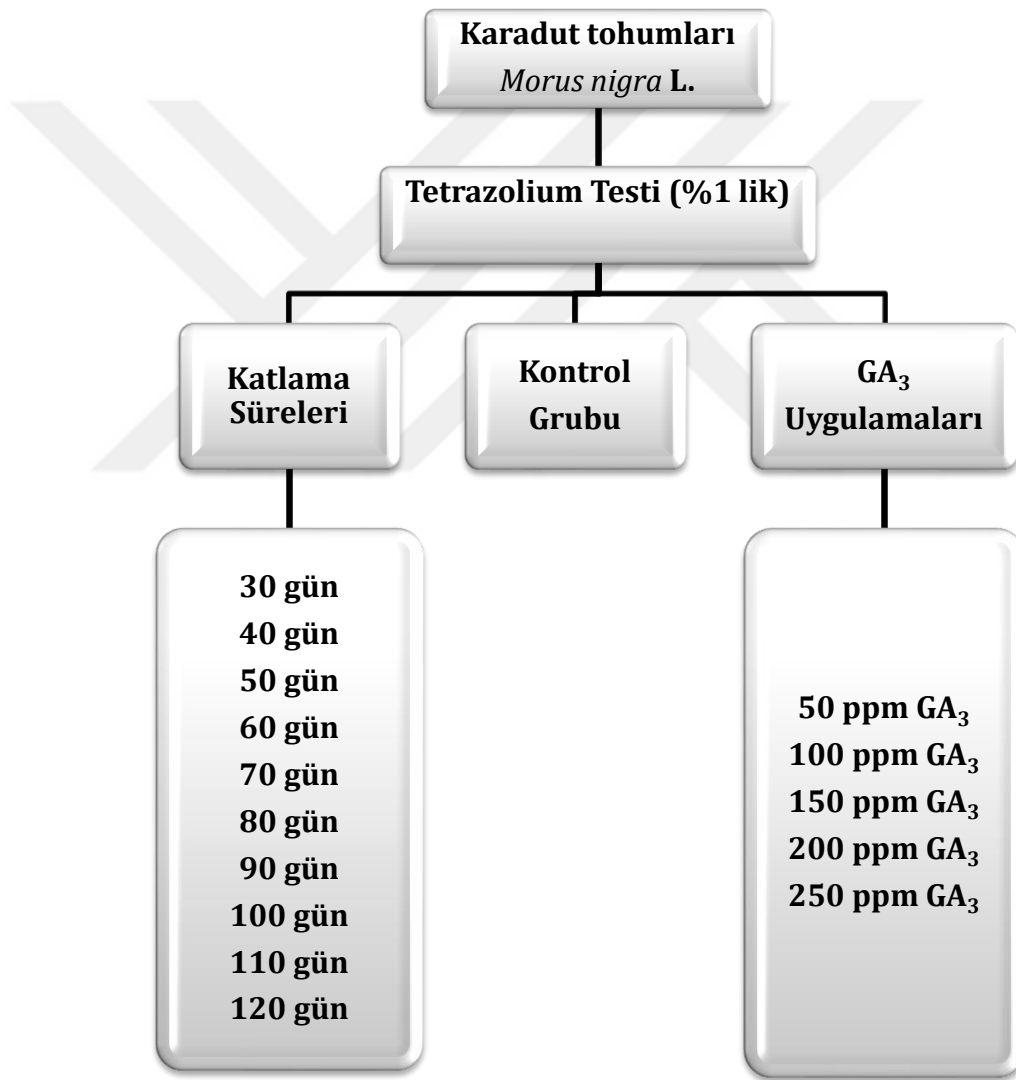 Karadut tohumları
Morus nigra L.
Tetrazolium Testi (%1 lik)
Katlama
Süreleri
Kontrol
Grubu
GA₃
Uygulamaları
30 gün
40 gün
50 gün
60 gün
70 gün
80 gün
90 gün
100 gün
110 gün
120 gün
50 ppm GA₃
100 ppm GA₃
150 ppm GA₃
200 ppm GA₃
250 ppm GA₃